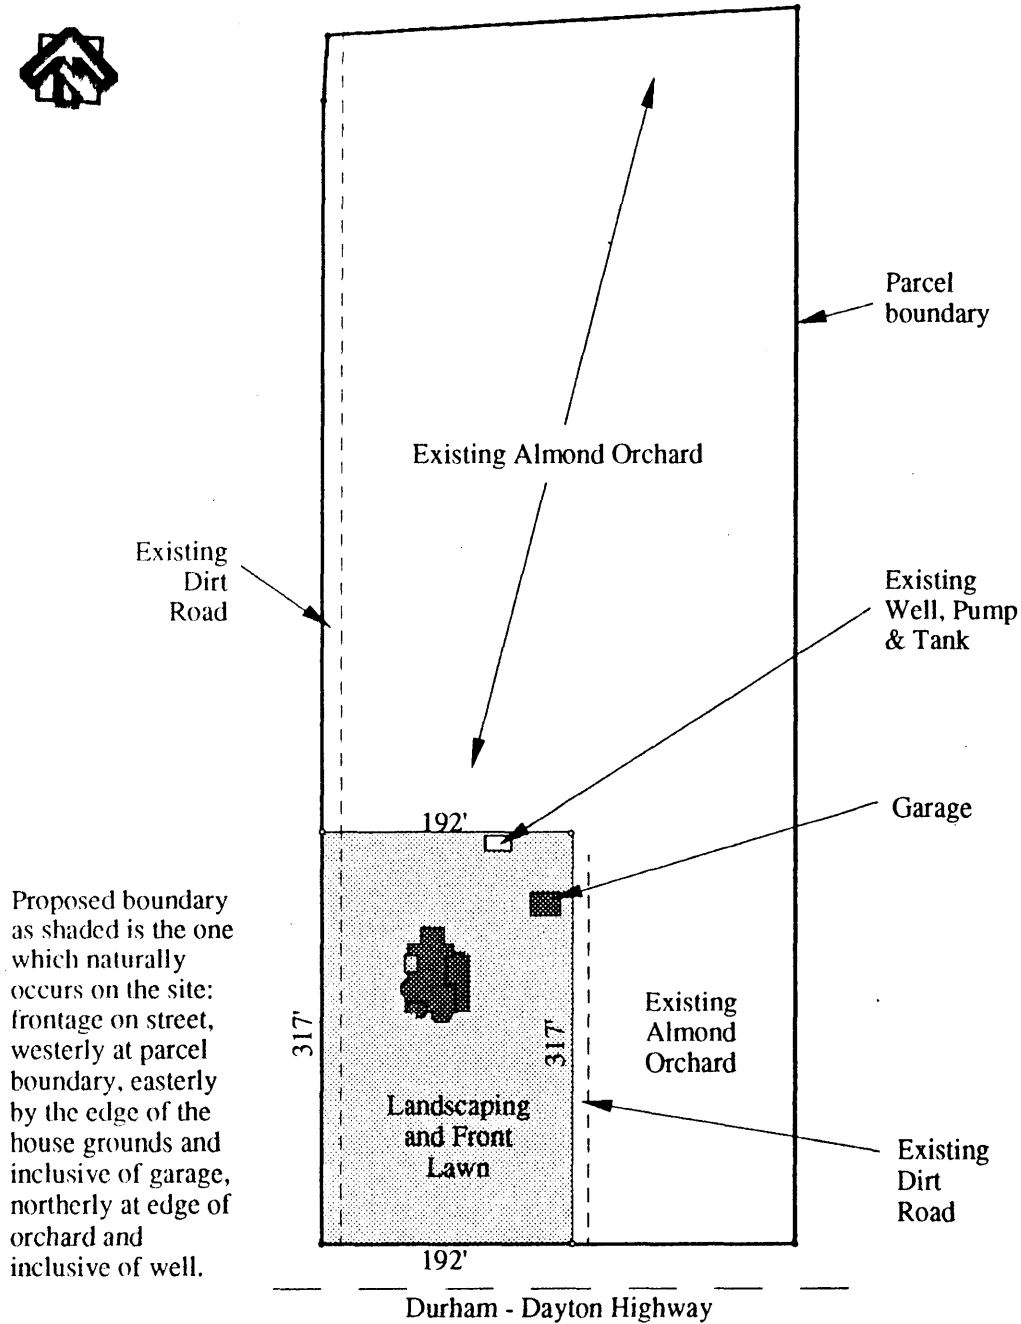 Parcel
boundary
Existing Almond Orchard
Existing
Dirt
Road
Existing
Well, Pump
& Tank
Garage
192'
Proposed boundary
as shaded is the one
which naturally
occurs on the site:
frontage on street,
westerly at parcel
boundary, easterly
by the edge of the
house grounds and
inclusive of garage,
northerly at edge of
orchard and
inclusive of well.
317'
317'
Existing
Almond
Orchard
Landscaping
and Front
Lawn
Existing
Dirt
Road
192'
Durham - Dayton Highway